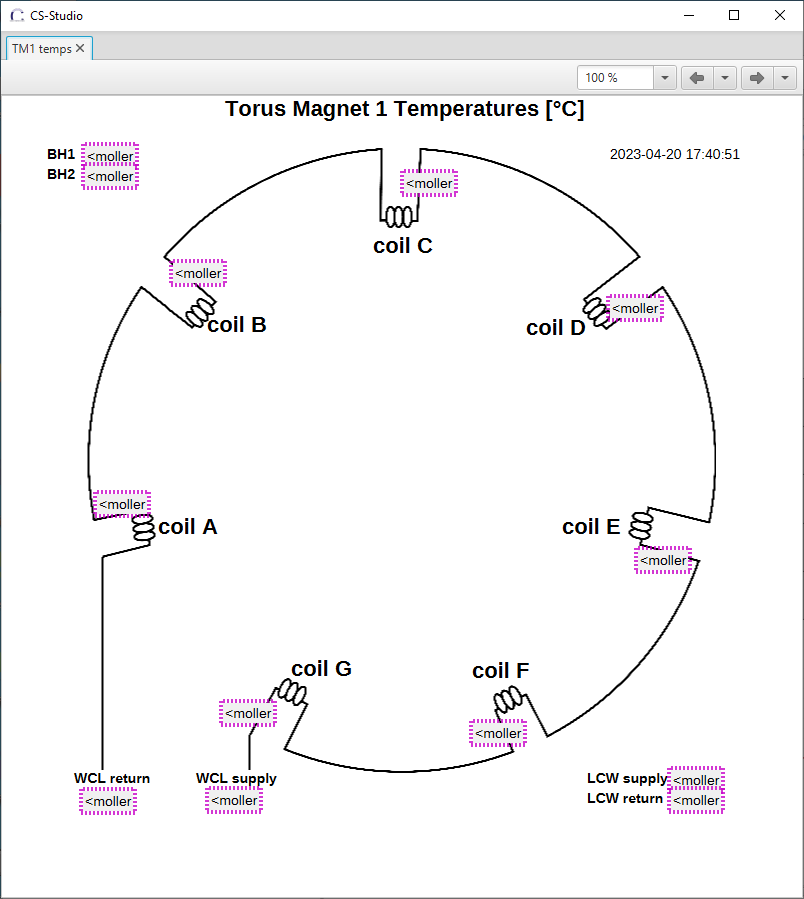 CS-Studio
TM1 temps
100 %
Torus Magnet 1 Temperatures [°C]
BH1 <moller
BH2 <moller
2023-04-20 17:40:51
<moller
coil C
<moller
coil B
<moller
coil D
<moller
coil A
coil E
<moller
coil G
coil F
<moller
<moller
WCL return
<moller
WCL supply
<moller
LCW supply <moller
LCW return <moller